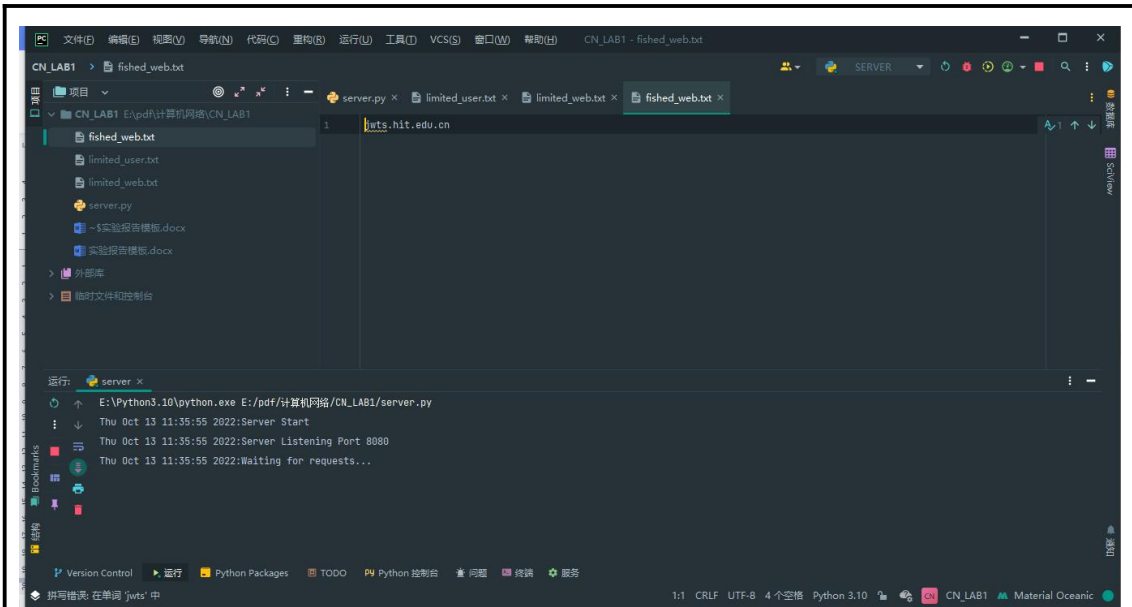 PC 文件(F) 编辑(E) 视图(V) 导航(N) 代码(C) 重构(R) 运行(U) 工具(T) VCS(S) 窗口(W) 帮助(H) CN_LAB1 - fished_web.txt
CN_LAB1 > fished_web.txt SERVER
项目
项目 server.py × limited_user.txt × limited_web.txt × fished_web.txt ×
数据库
CN_LAB1 E:\pdf\计算机网络\CN_LAB1
1 jwts.hit.edu.cn 1
fished_web.txt
limited_user.txt
SciView
limited_web.txt
server.py
~$实验报告模板.docx
实验报告模板.docx
外部库
临时文件和控制台
运行: server ×
E:\Python3.10\python.exe E:/pdf/计算机网络/CN_LAB1/server.py
Thu Oct 13 11:35:55 2022:Server Start
Thu Oct 13 11:35:55 2022:Server Listening Port 8080
Thu Oct 13 11:35:55 2022:Waiting for requests...
Bookmarks
结构
通知
Version Control 运行 Python Packages TODO PY Python 控制台 问题 终端 服务
拼写错误: 在单词 'jwts' 中 1:1 CRLF UTF-8 4 个空格 Python 3.10 CN CN_LAB1 M Material Oceanic